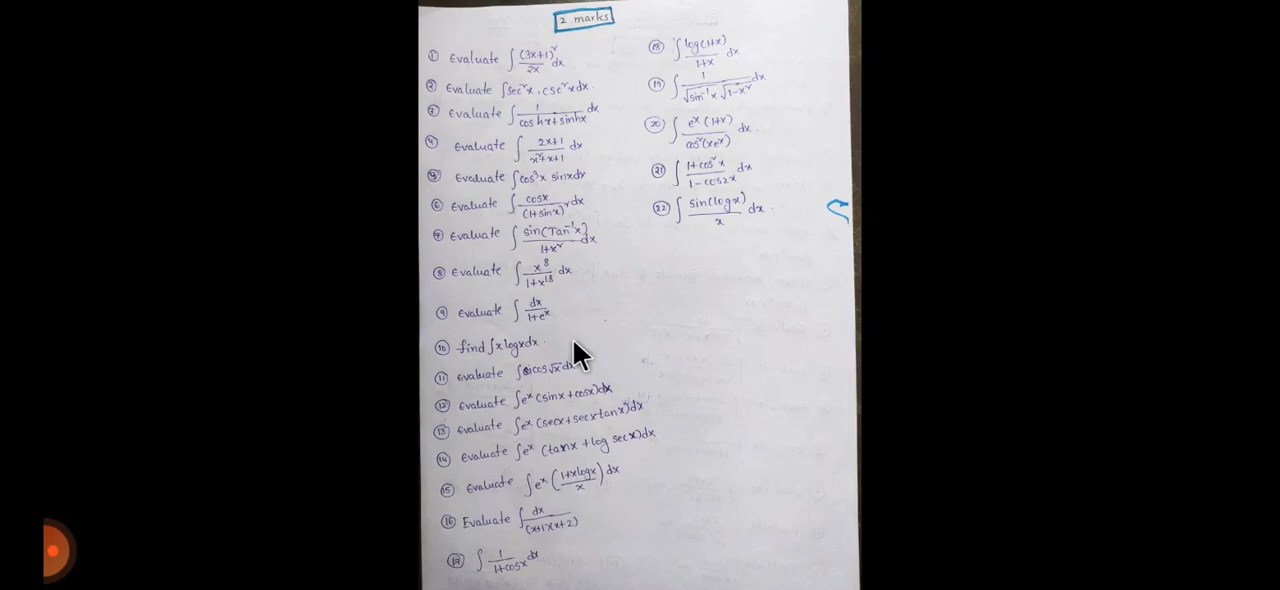 2 marks
① Evaluate ∫ (3x+1)² / 2x dx
② Evaluate ∫sec²x . csc²x dx.
③ Evaluate ∫ 1 / cos hx + sinhx dx
④ Evaluate ∫ 2x+1 / x²+x+1 dx
⑤ Evaluate ∫cos³x sinx dx
⑥ Evaluate ∫ cosx / (1+sinx)² dx
⑦ Evaluate ∫ sin(Tan⁻¹x) / 1+x² dx
⑧ Evaluate ∫ x⁸ / 1+x¹⁸ dx
⑨ Evaluate ∫ dx / 1+eˣ
⑩ find ∫x logx dx.
⑪ Evaluate ∫ cos √x dx
⑫ Evaluate ∫eˣ (sinx + cosx)dx
⑬ Evaluate ∫eˣ (secx + secx tanx)dx
⑭ Evaluate ∫eˣ (tanx + log secx)dx
⑮ Evaluate ∫eˣ (1+xlogx / x) dx
⑯ Evaluate ∫ dx / (x+1)(x+2)
⑰ ∫ 1 / 1+cosx dx
⑱ ∫ log(1+x) / 1+x dx
⑲ ∫ 1 / √sin⁻¹x √1-x² dx
⑳ ∫ eˣ (1+x) / cos²(xeˣ) dx.
㉑ ∫ 1+cos²x / 1-cos2x dx
㉒ ∫ sin(logx) / x dx.